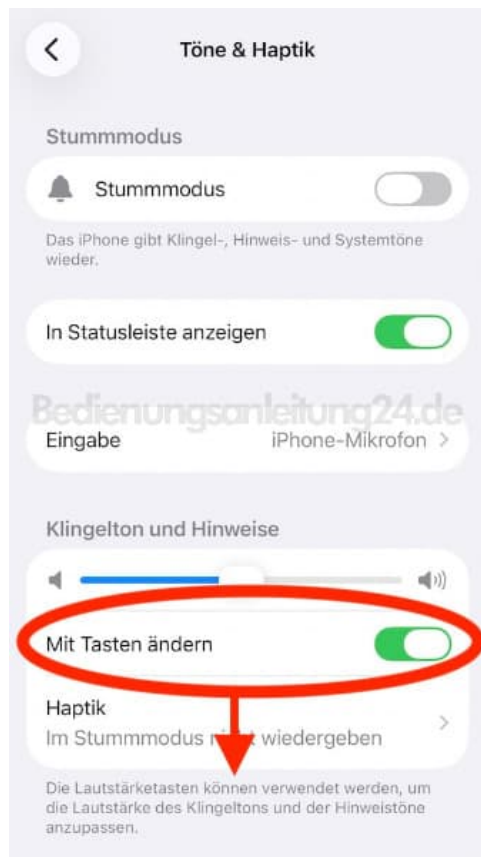 Töne & Haptik
Stummmodus
Stummmodus
Das iPhone gibt Klingel-, Hinweis- und Systemtöne
wieder.
In Statusleiste anzeigen
Bedienungsanleitung24.de
Eingabe iPhone-Mikrofon >
Klingelton und Hinweise
Mit Tasten ändern
Haptik
Im Stummmodus nicht wiedergeben
Die Lautstärketasten können verwendet werden, um
die Lautstärke des Klingeltons und der Hinweistöne
anzupassen.